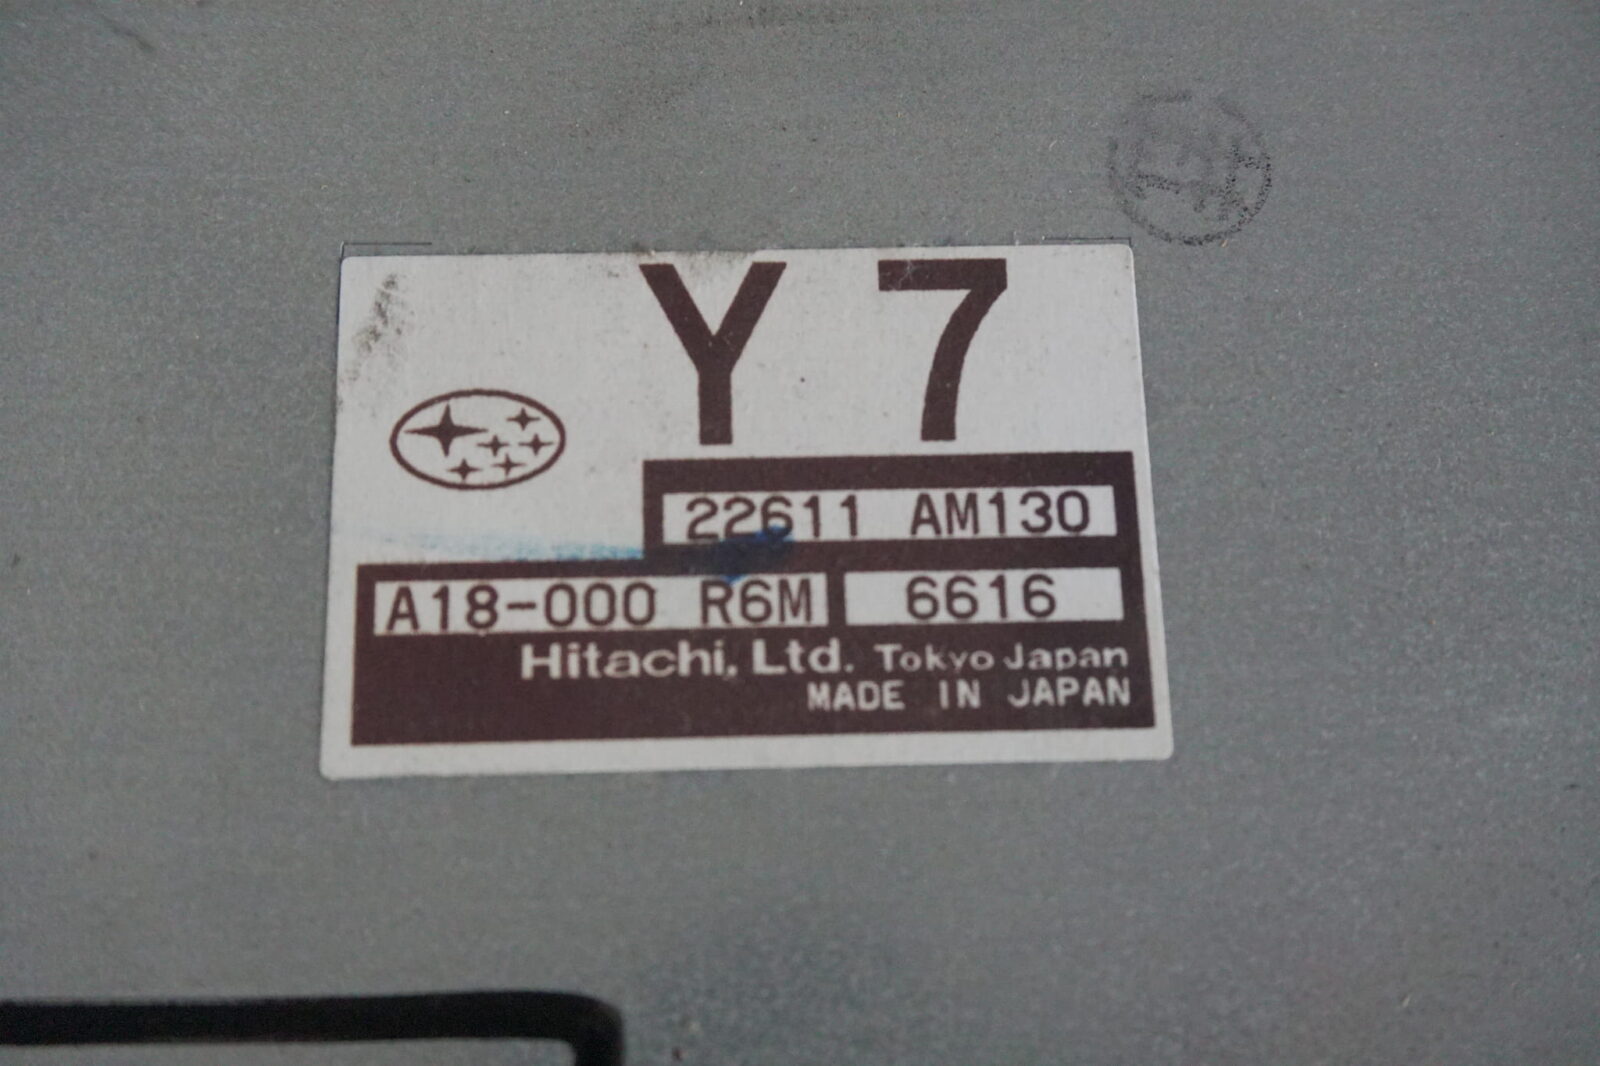 Y 7
22611 AM130
A18-000 R6M 6616
Hitachi, Ltd. Tokyo Japan
MADE IN JAPAN